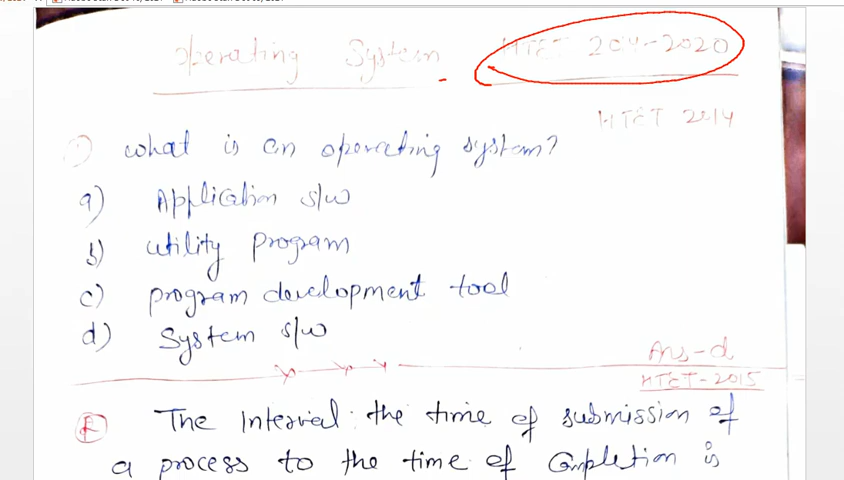 Operating System HTET 2014-2020
HTET 2014
① What is an operating system?
a) Application s/w
b) utility program
c) program development tool
d) System s/w
Ans-d
HTET-2015
The Interval the time of submission of
a process to the time of Completion is